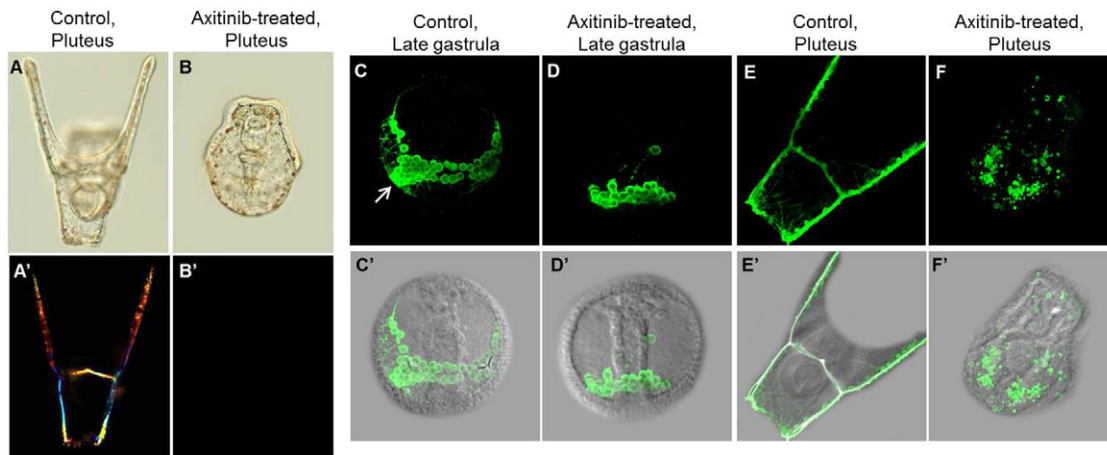 Control,
Pluteus
Axitinib-treated,
Pluteus
Control,
Late gastrula
Axitinib-treated,
Late gastrula
Control,
Pluteus
Axitinib-treated,
Pluteus
A
B
C
D
E
F
A'
B'
C'
D'
E'
F'